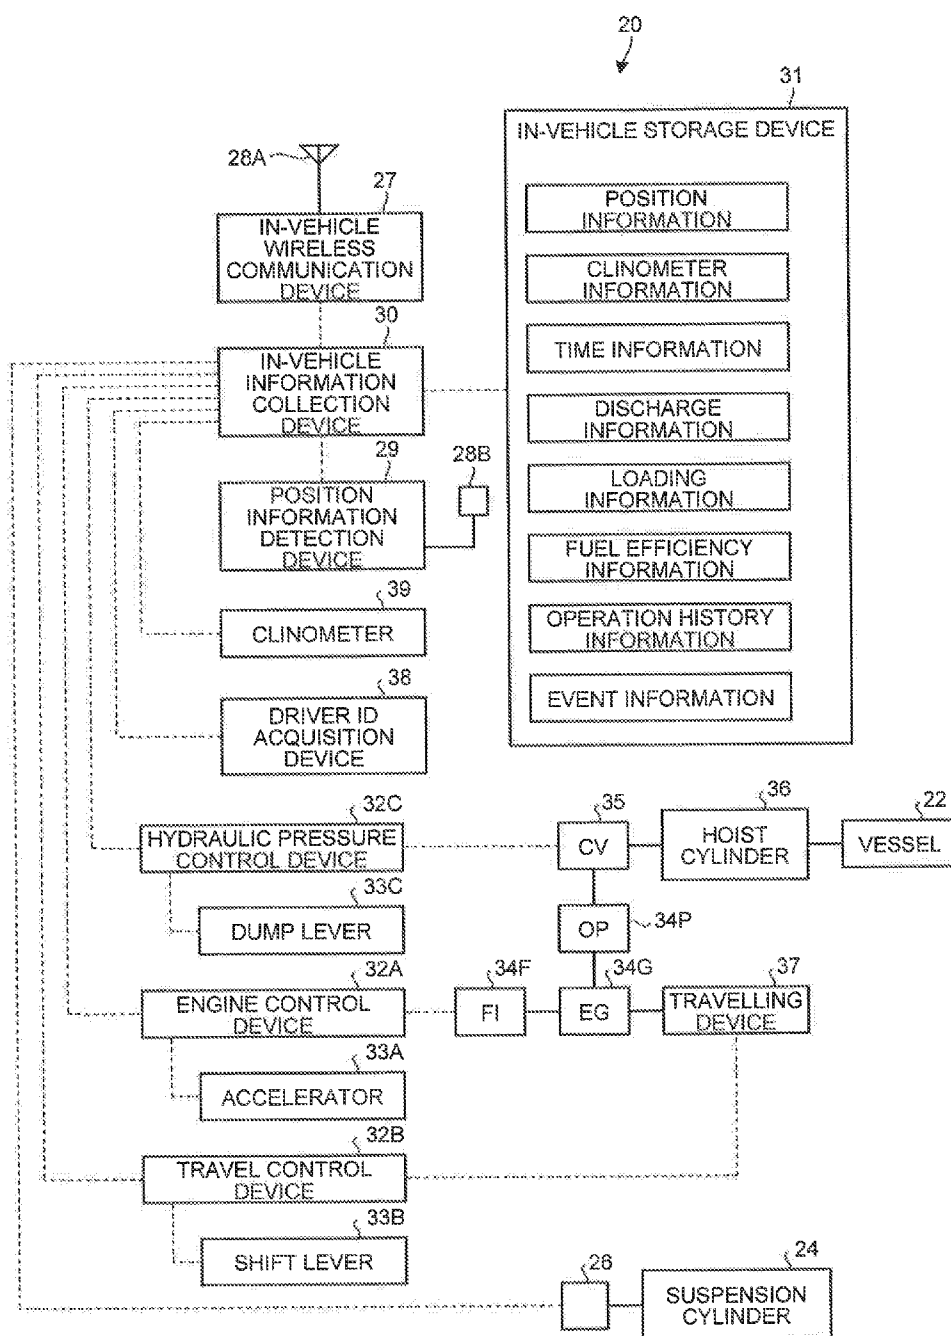 20
31
IN-VEHICLE STORAGE DEVICE
POSITION
INFORMATION
CLINOMETER
INFORMATION
TIME INFORMATION
DISCHARGE
INFORMATION
LOADING
INFORMATION
FUEL EFFICIENCY
INFORMATION
OPERATION HISTORY
INFORMATION
EVENT INFORMATION
28A
27
IN-VEHICLE
WIRELESS
COMMUNICATION
DEVICE
30
IN-VEHICLE
INFORMATION
COLLECTION
DEVICE
29
28B
POSITION
INFORMATION
DETECTION
DEVICE
39
CLINOMETER
38
DRIVER ID
ACQUISITION
DEVICE
32C
35
36
22
HYDRAULIC PRESSURE
CONTROL DEVICE
CV
HOIST
CYLINDER
VESSEL
33C
DUMP LEVER
OP
34P
32A
34F
34G
37
ENGINE CONTROL
DEVICE
FI
EG
TRAVELLING
DEVICE
33A
ACCELERATOR
32B
TRAVEL CONTROL
DEVICE
33B
SHIFT LEVER
26
24
SUSPENSION
CYLINDER